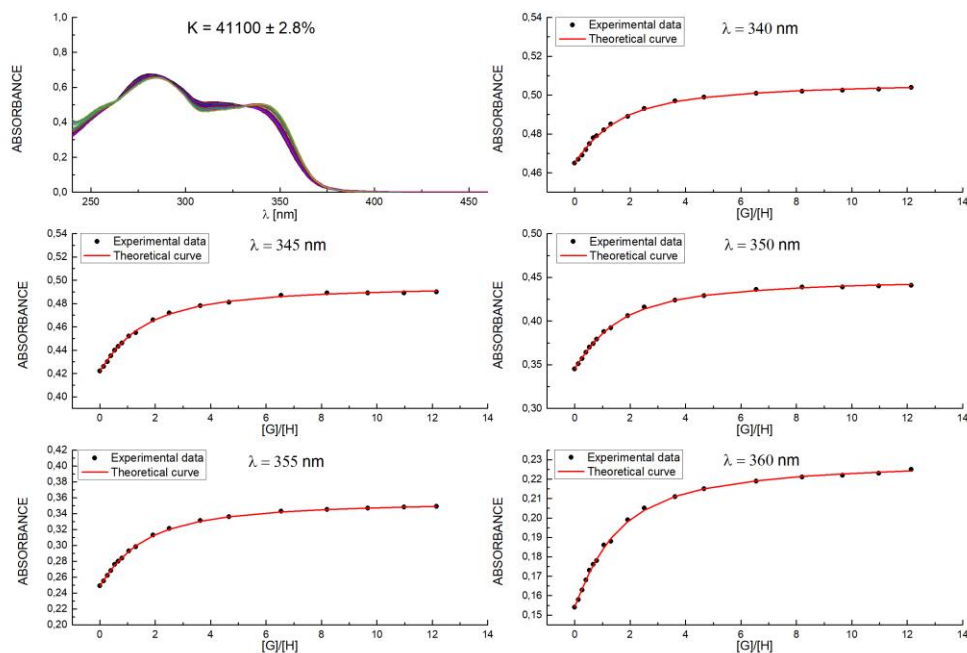 K = 41100 ± 2.8%
ABSORBANCE
1,0
0,8
0,6
0,4
0,2
0,0
250 300 350 400 450
λ [nm]
Experimental data
Theoretical curve
λ = 340 nm
ABSORBANCE
0,54
0,52
0,50
0,48
0,46
0 2 4 6 8 10 12 14
[G]/[H]
Experimental data
Theoretical curve
λ = 345 nm
ABSORBANCE
0,54
0,52
0,50
0,48
0,46
0,44
0,42
0,40
0 2 4 6 8 10 12 14
[G]/[H]
Experimental data
Theoretical curve
λ = 350 nm
ABSORBANCE
0,50
0,45
0,40
0,35
0,30
0 2 4 6 8 10 12 14
[G]/[H]
Experimental data
Theoretical curve
λ = 355 nm
ABSORBANCE
0,42
0,40
0,38
0,36
0,34
0,32
0,30
0,28
0,26
0,24
0,22
0,20
0 2 4 6 8 10 12 14
[G]/[H]
Experimental data
Theoretical curve
λ = 360 nm
ABSORBANCE
0,23
0,22
0,21
0,20
0,19
0,18
0,17
0,16
0,15
0 2 4 6 8 10 12 14
[G]/[H]